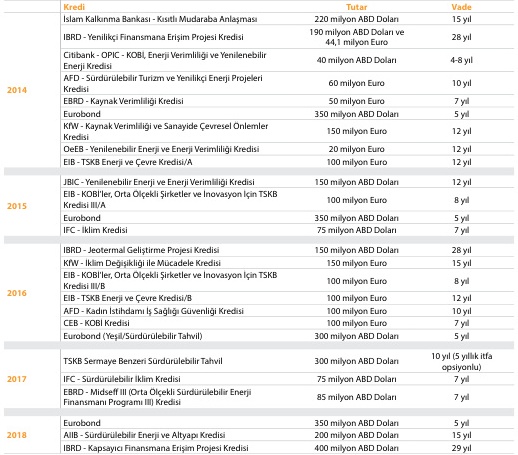 Kredi Tutar Vade
2014
İslam Kalkınma Bankası - Kısıtlı Mudaraba Anlaşması 220 milyon ABD Doları 15 yıl
IBRD - Yenilikçi Finansmana Erişim Projesi Kredisi 190 milyon ABD Doları ve 28 yıl
44,1 milyon Euro
Citibank - OPIC - KOBİ, Enerji Verimliliği ve Yenilenebilir 40 milyon ABD Doları 4-8 yıl
Enerji Kredisi
AFD - Sürdürülebilir Turizm ve Yenilikçi Enerji Projeleri 60 milyon Euro 10 yıl
Kredisi
EBRD - Kaynak Verimliliği Kredisi 50 milyon Euro 7 yıl
Eurobond 350 milyon ABD Doları 5 yıl
KfW - Kaynak Verimliliği ve Sanayide Çevresel Önlemler 150 milyon Euro 12 yıl
Kredisi
OeEB - Yenilenebilir Enerji ve Enerji Verimliliği Kredisi 20 milyon Euro 12 yıl
EIB - TSKB Enerji ve Çevre Kredisi/A 100 milyon Euro 12 yıl
2015
JBIC - Yenilenebilir Enerji ve Enerji Verimliliği Kredisi 150 milyon ABD Doları 12 yıl
EIB - KOBİ'ler, Orta Ölçekli Şirketler ve İnovasyon İçin TSKB 100 milyon Euro 8 yıl
Kredisi III/A
Eurobond 350 milyon ABD Doları 5 yıl
IFC - İklim Kredisi 75 milyon ABD Doları 7 yıl
2016
IBRD - Jeotermal Geliştirme Projesi Kredisi 150 milyon ABD Doları 28 yıl
KfW - İklim Değişikliği ile Mücadele Kredisi 150 milyon Euro 15 yıl
EIB - KOBİ'ler, Orta Ölçekli Şirketler ve İnovasyon İçin TSKB 100 milyon Euro 8 yıl
Kredisi III/B
EIB - TSKB Enerji ve Çevre Kredisi/B 100 milyon Euro 12 yıl
AFD - Kadın İstihdamı İş Sağlığı Güvenliği Kredisi 100 milyon Euro 10 yıl
CEB - KOBİ Kredisi 100 milyon Euro 7 yıl
Eurobond (Yeşil/Sürdürülebilir Tahvil) 300 milyon ABD Doları 5 yıl
2017
TSKB Sermaye Benzeri Sürdürülebilir Tahvil 300 milyon ABD Doları 10 yıl (5 yıllık itfa
opsiyonlu)
IFC - Sürdürülebilir İklim Kredisi 75 milyon ABD Doları 7 yıl
EBRD - Midseff III (Orta Ölçekli Sürdürülebilir Enerji 85 milyon ABD Doları 7 yıl
Finansmanı Programı III) Kredisi
2018
Eurobond 350 milyon ABD Doları 5 yıl
AIIB - Sürdürülebilir Enerji ve Altyapı Kredisi 200 milyon ABD Doları 15 yıl
IBRD - Kapsayıcı Finansmana Erişim Projesi Kredisi 400 milyon ABD Doları 29 yıl